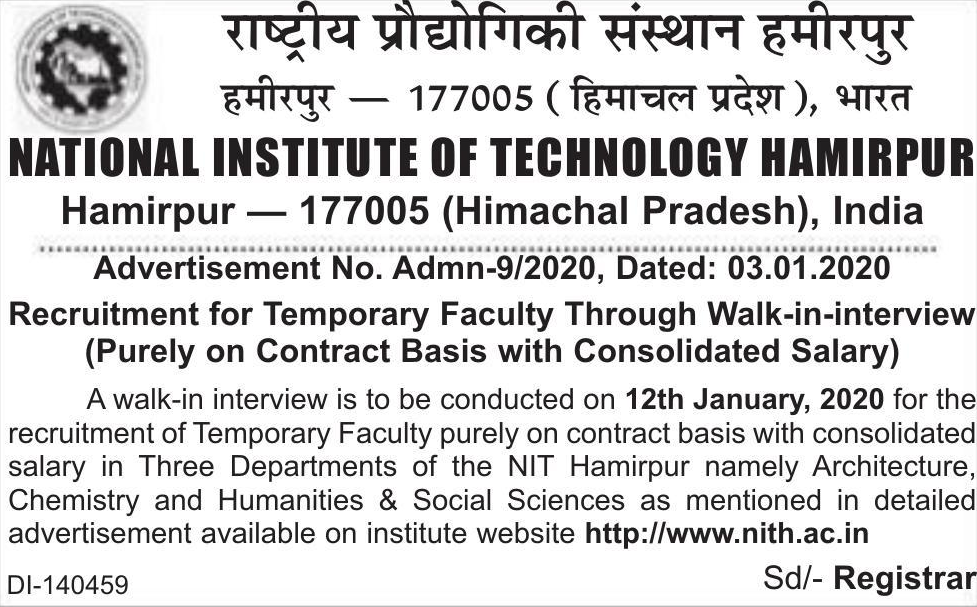 राष्ट्रीय प्रौद्योगिकी संस्थान हमीरपुर
हमीरपुर — 177005 ( हिमाचल प्रदेश ), भारत
NATIONAL INSTITUTE OF TECHNOLOGY HAMIRPUR
Hamirpur — 177005 (Himachal Pradesh), India
Advertisement No. Admn-9/2020, Dated: 03.01.2020
Recruitment for Temporary Faculty Through Walk-in-interview
(Purely on Contract Basis with Consolidated Salary)
A walk-in interview is to be conducted on 12th January, 2020 for the
recruitment of Temporary Faculty purely on contract basis with consolidated
salary in Three Departments of the NIT Hamirpur namely Architecture,
Chemistry and Humanities & Social Sciences as mentioned in detailed
advertisement available on institute website http://www.nith.ac.in
DI-140459
Sd/- Registrar